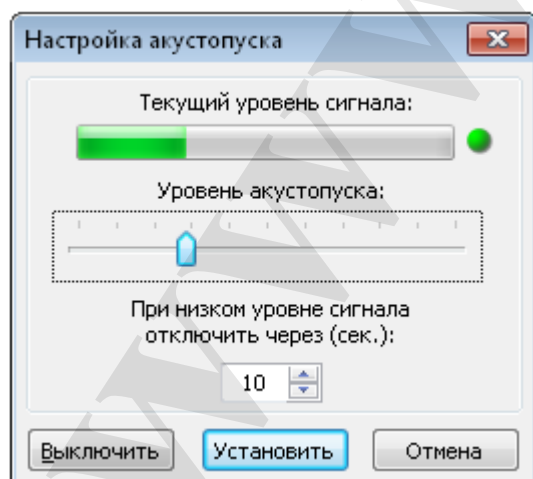 Настройка акустопуска
Текущий уровень сигнала:
Уровень акустопуска:
При низком уровне сигнала
отключить через (сек.):
10
Выключить Установить Отмена